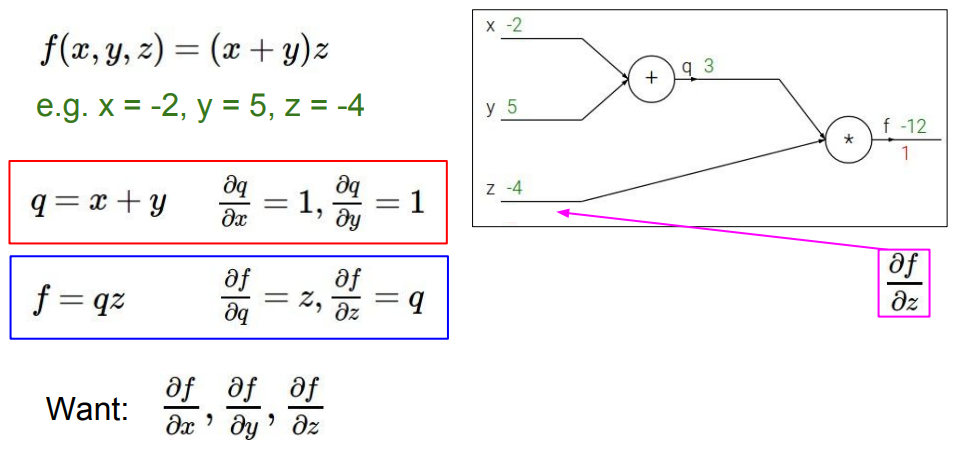 f(x, y, z) = (x + y)z
e.g. x = -2, y = 5, z = -4
q = x + y    ∂q/∂x = 1, ∂q/∂y = 1
f = qz    ∂f/∂q = z, ∂f/∂z = q
Want: ∂f/∂x, ∂f/∂y, ∂f/∂z
x -2
+
q 3
y 5
*
f -12
1
z -4
∂f/∂z